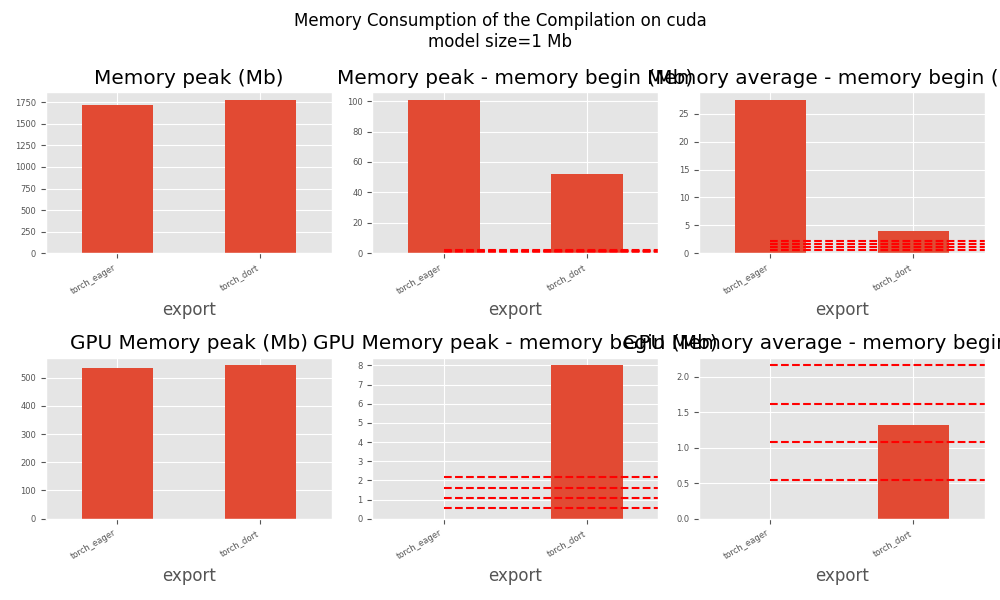 Memory Consumption of the Compilation on cuda
model size=1 Mb
Memory peak (Mb)
1750
1500
1250
1000
750
500
250
0
torch_eager
torch_dort
export
Memory peak - memory begin (Mb)
100
80
60
40
20
0
torch_eager
torch_dort
export
Memory average - memory begin (
25
20
15
10
5
0
torch_eager
torch_dort
export
GPU Memory peak (Mb)
500
400
300
200
100
0
torch_eager
torch_dort
export
GPU Memory peak - memory begin (Mb)
8
7
6
5
4
3
2
1
0
torch_eager
torch_dort
export
GPU Memory average - memory begin
2.0
1.5
1.0
0.5
0.0
torch_eager
torch_dort
export